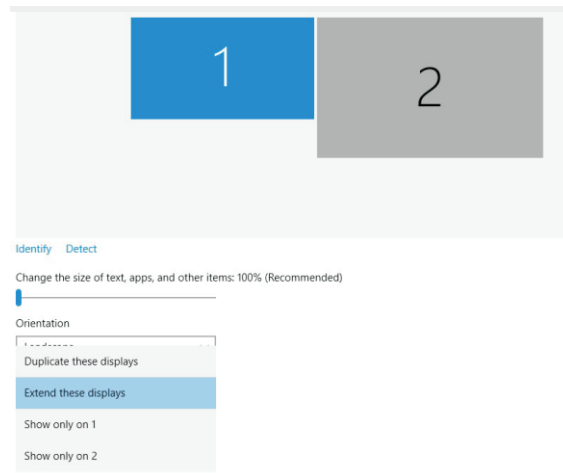 1
2
Identify Detect
Change the size of text, apps, and other items: 100% (Recommended)
Orientation
Duplicate these displays
Extend these displays
Show only on 1
Show only on 2